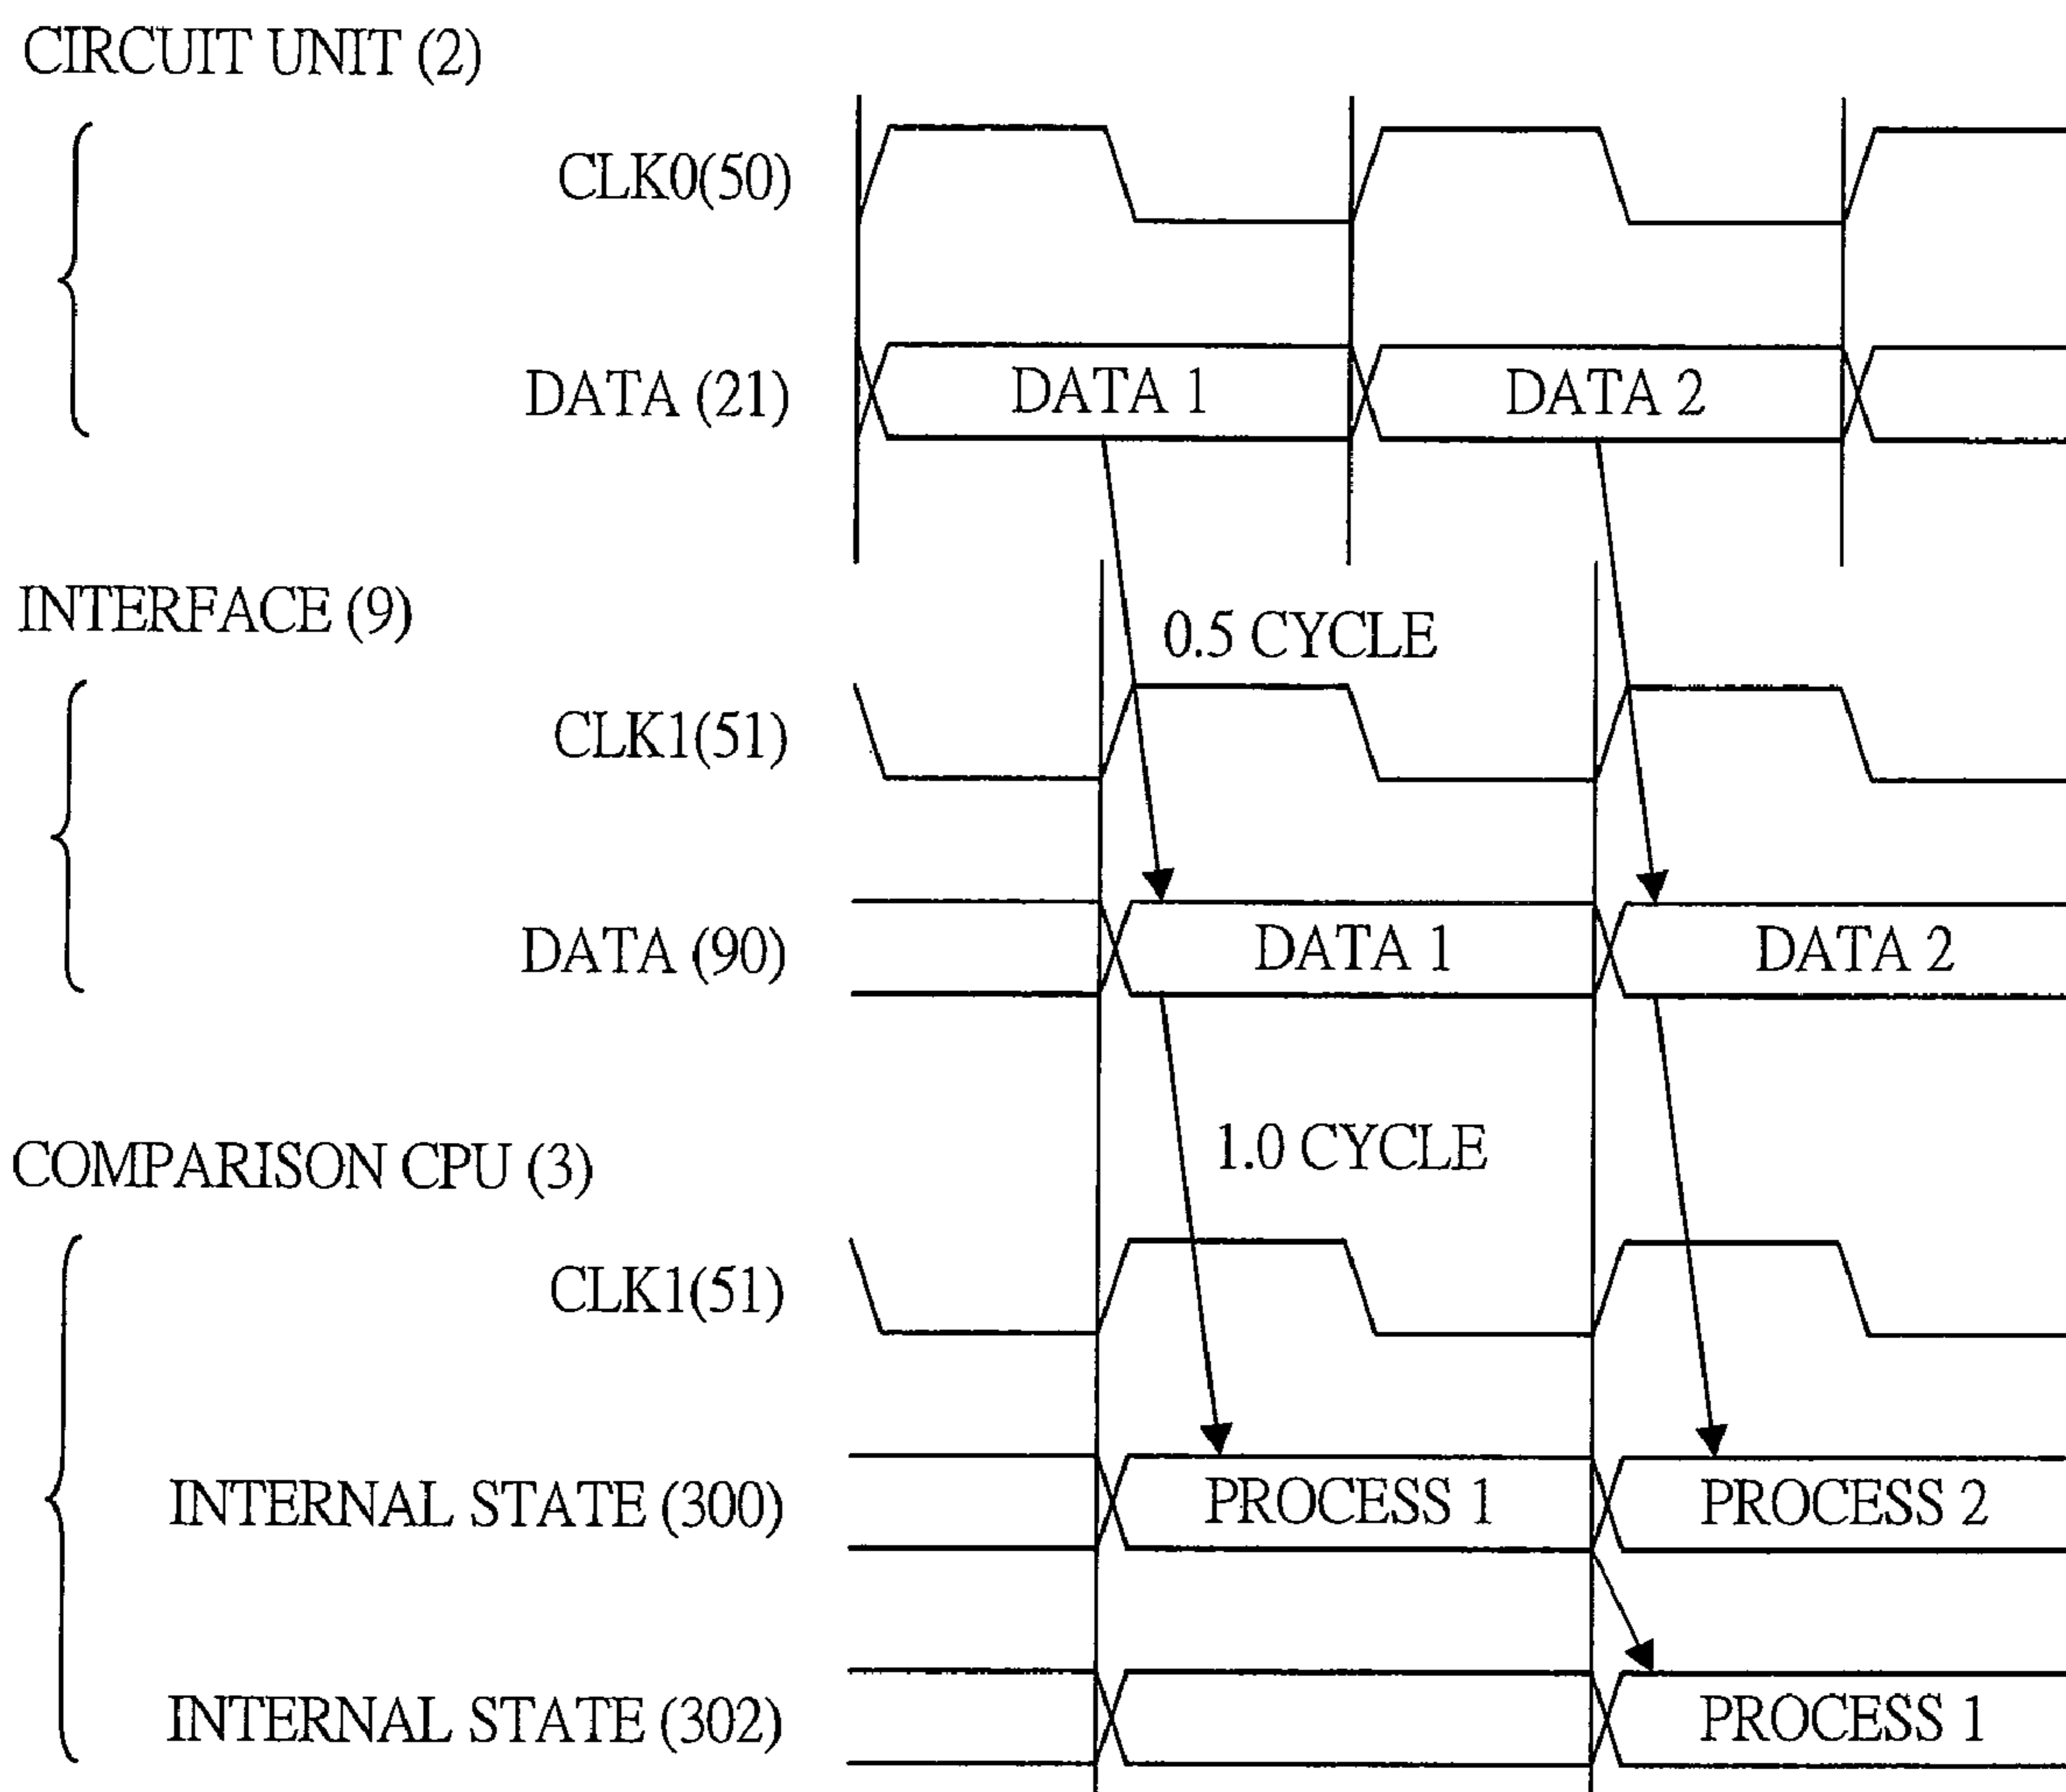 CIRCUIT UNIT (2)
CLK0(50)
DATA (21)
DATA 1
DATA 2
INTERFACE (9)
0.5 CYCLE
CLK1(51)
DATA (90)
DATA 1
DATA 2
1.0 CYCLE
COMPARISON CPU (3)
CLK1(51)
INTERNAL STATE (300)
PROCESS 1
PROCESS 2
INTERNAL STATE (302)
PROCESS 1